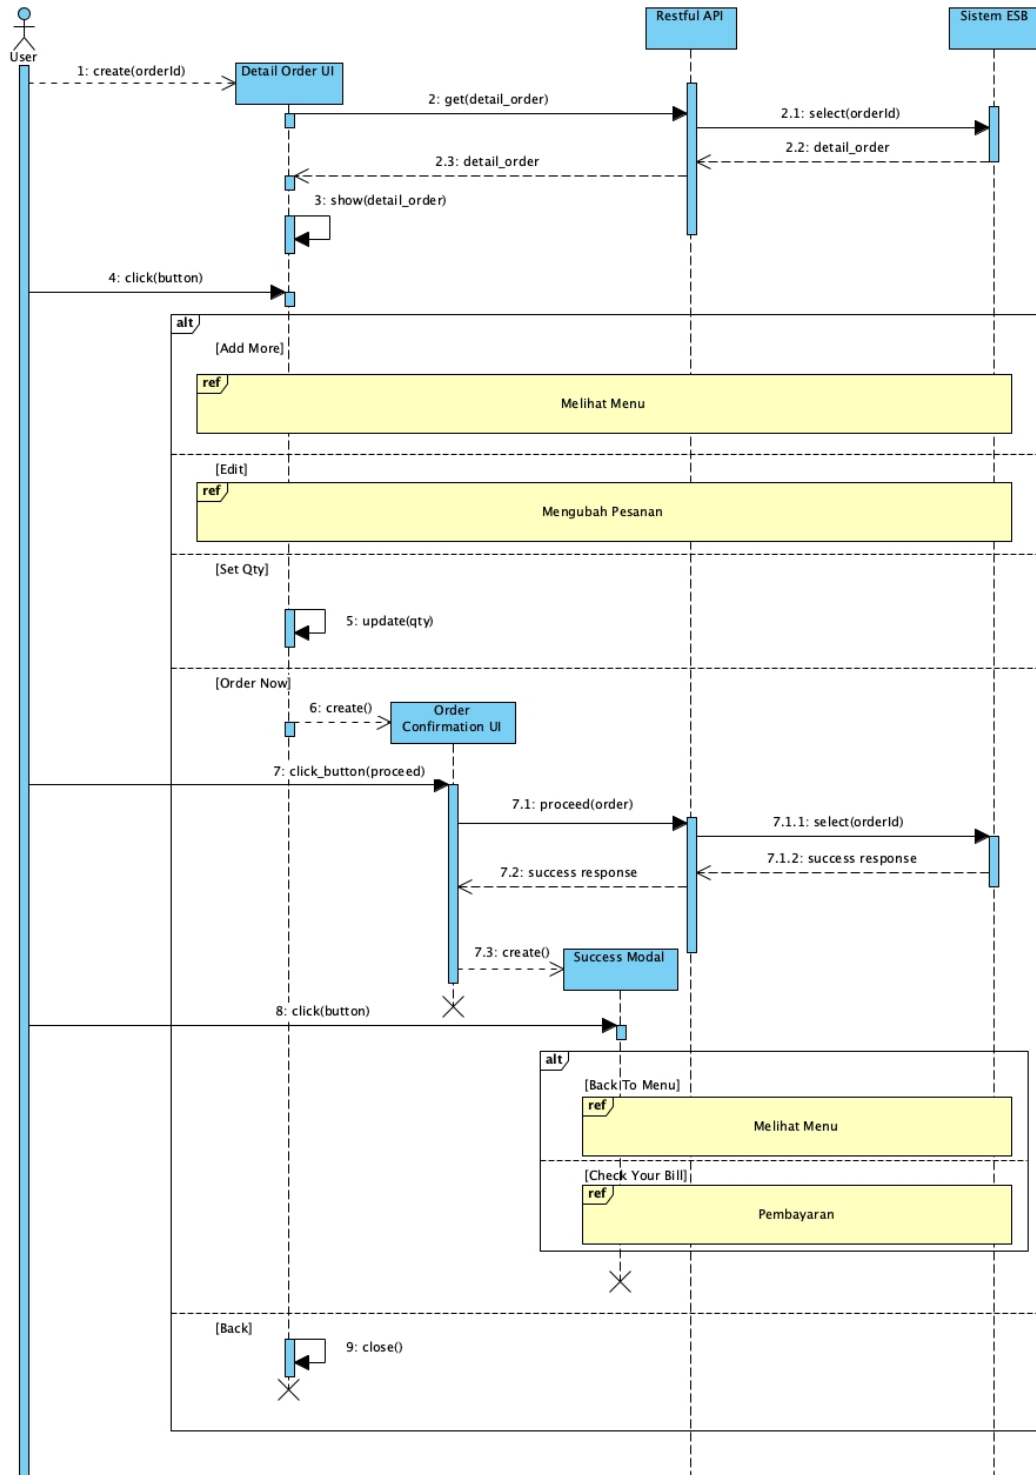 Restful API
Sistem ESB
User
1: create(orderId)
Detail Order UI
2: get(detail_order)
2.1: select(orderId)
2.2: detail_order
2.3: detail_order
3: show(detail_order)
4: click(button)
alt
[Add More]
ref
Melihat Menu
[Edit]
ref
Mengubah Pesanan
[Set Qty]
5: update(qty)
[Order Now]
6: create()
Order
Confirmation UI
7: click_button(proceed)
7.1: proceed(order)
7.1.1: select(orderId)
7.1.2: success response
7.2: success response
7.3: create()
Success Modal
8: click(button)
alt
[Back To Menu]
ref
Melihat Menu
[Check Your Bill]
ref
Pembayaran
[Back]
9: close()